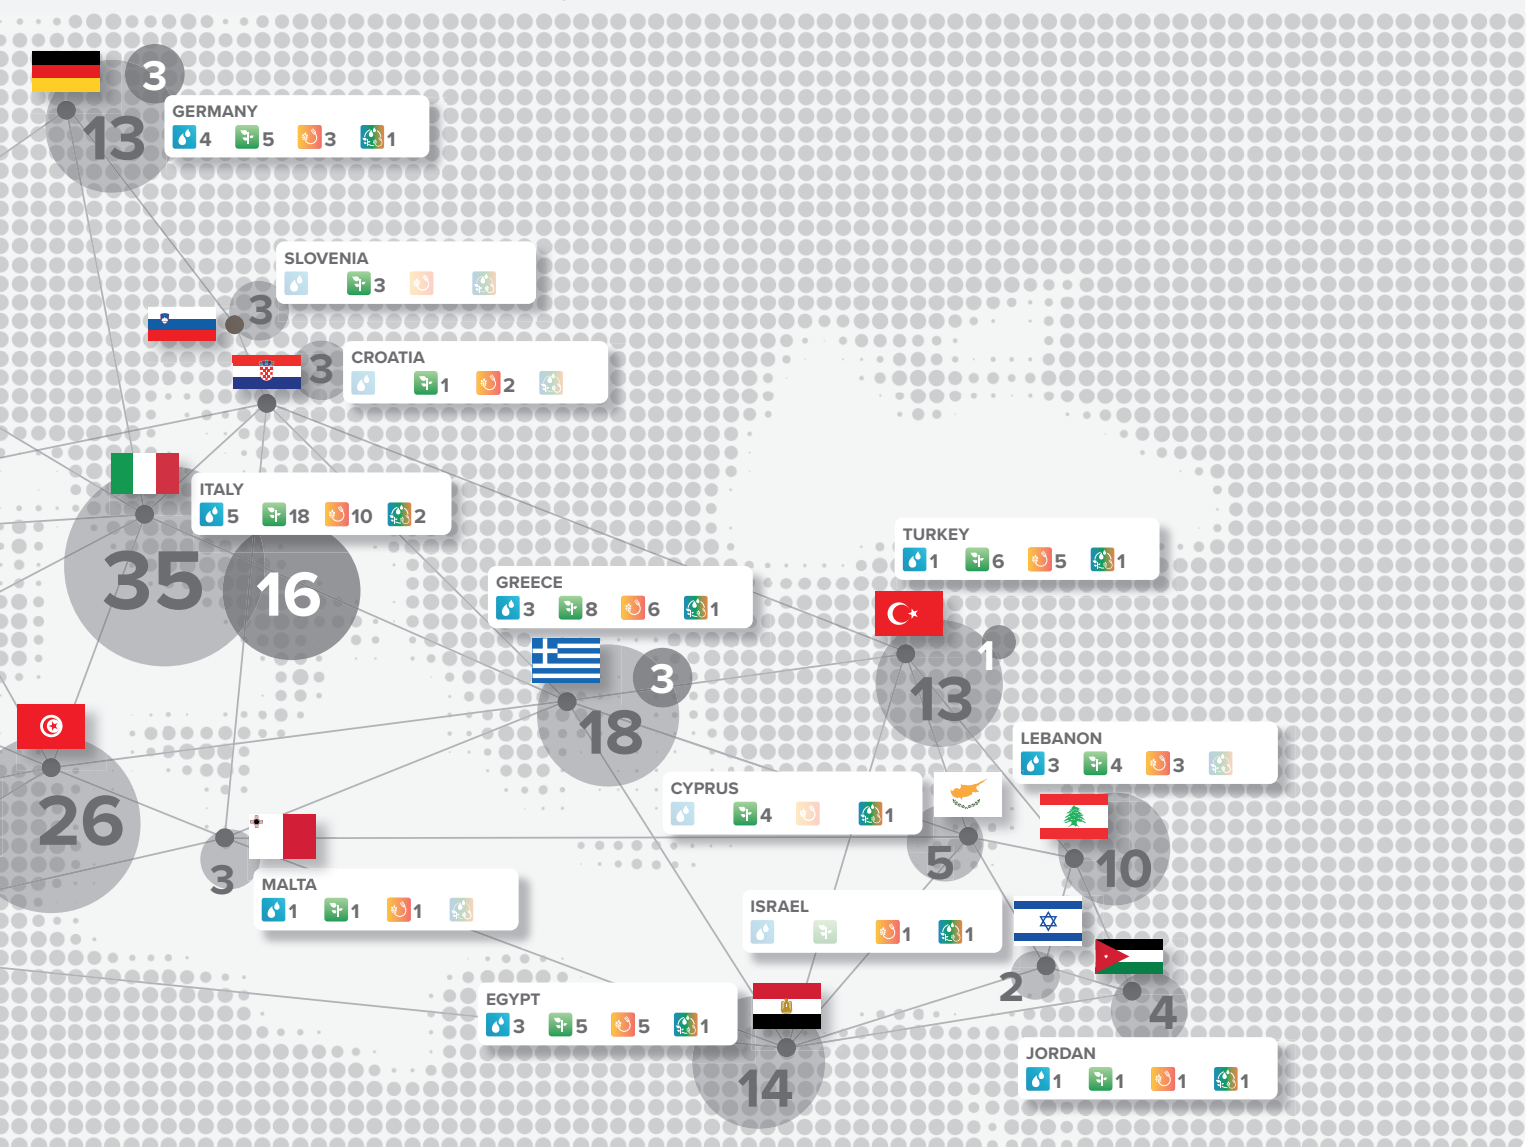 3
13
GERMANY
4 5 3 1
SLOVENIA
3
3
CROATIA
1 2
3
ITALY
5 18 10 2
35
16
GREECE
3 8 6 1
3
18
TURKEY
1 6 5 1
1
13
26
LEBANON
3 4 3
10
CYPRUS
4 1
5
MALTA
1 1 1
3
ISRAEL
1 1
2
EGYPT
3 5 5 1
14
4
JORDAN
1 1 1 1